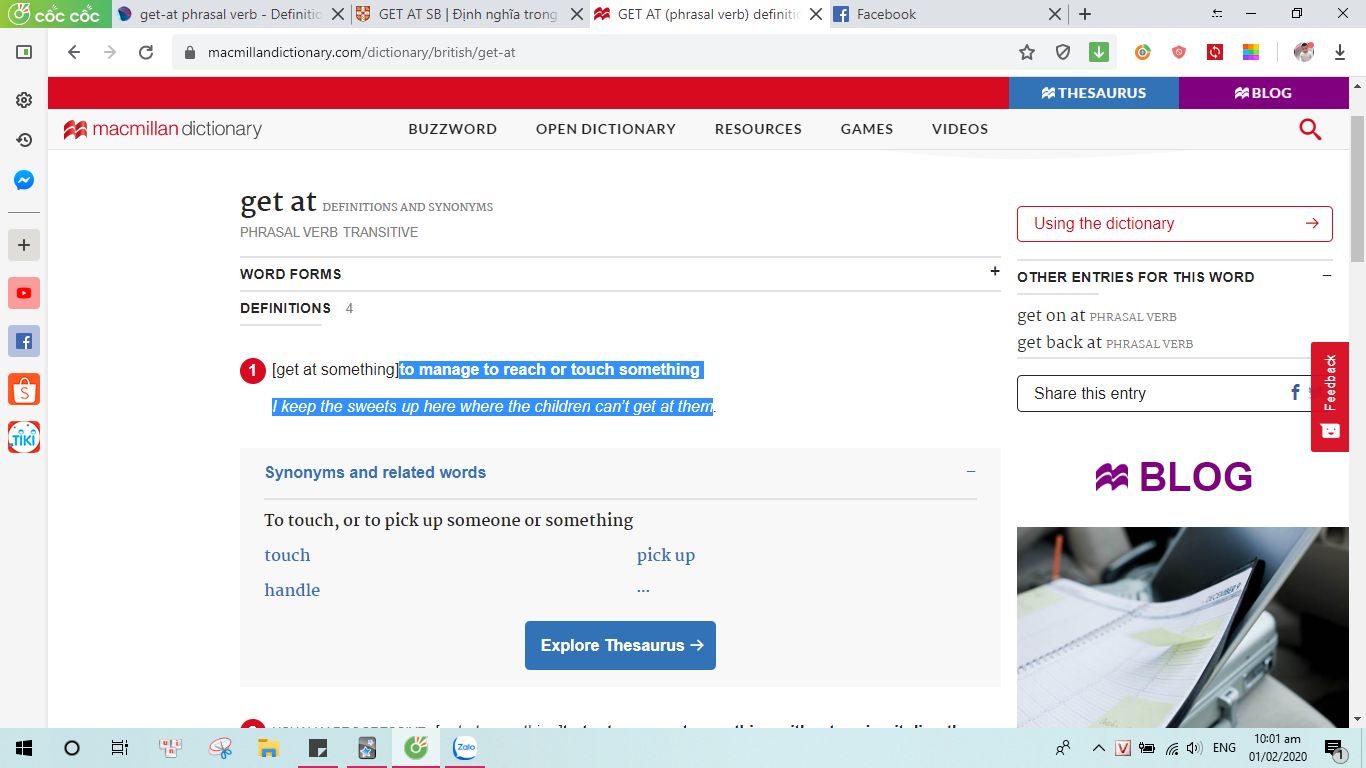 cốc cốc
get-at phrasal verb - Definitio
GET AT SB | Định nghĩa trong
GET AT (phrasal verb) definiti
Facebook
macmillandictionary.com/dictionary/british/get-at
THESAURUS
BLOG
macmillan dictionary
BUZZWORD
OPEN DICTIONARY
RESOURCES
GAMES
VIDEOS
get at DEFINITIONS AND SYNONYMS
PHRASAL VERB TRANSITIVE
WORD FORMS +
DEFINITIONS 4
1 [get at something]to manage to reach or touch something
I keep the sweets up here where the children can't get at them.
Synonyms and related words
To touch, or to pick up someone or something
touch
pick up
handle
...
Explore Thesaurus →
Using the dictionary →
OTHER ENTRIES FOR THIS WORD
get on at PHRASAL VERB
get back at PHRASAL VERB
Share this entry
Feedback
BLOG
DECEMBER
TIKI
Zalo
ENG
10:01 am
01/02/2020
1